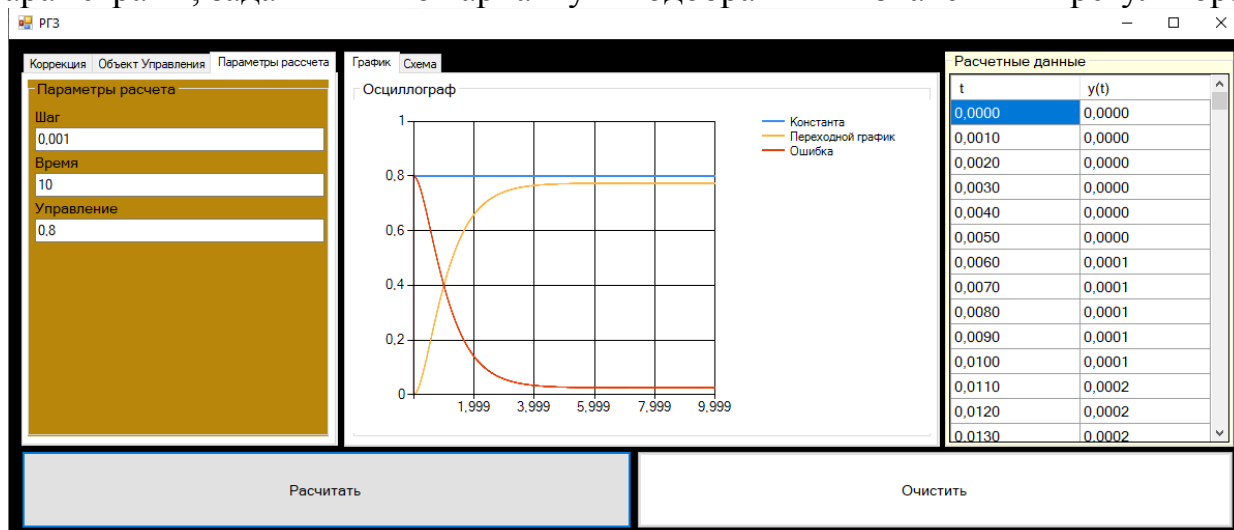 РГЗ
Коррекция Объект Управления Параметры рассчета
Параметры расчета
Шаг
0,001
Время
10
Управление
0,8
График Схема
Осциллограф
1
0.8
0.6
0.4
0.2
0
1,999 3,999 5,999 7,999 9,999
Константа
Переходной график
Ошибка
Расчетные данные
t y(t)
0,0000 0,0000
0,0010 0,0000
0,0020 0,0000
0,0030 0,0000
0,0040 0,0000
0,0050 0,0000
0,0060 0,0001
0,0070 0,0001
0,0080 0,0001
0,0090 0,0001
0,0100 0,0001
0,0110 0,0002
0,0120 0,0002
0,0130 0,0002
Расчитать
Очистить